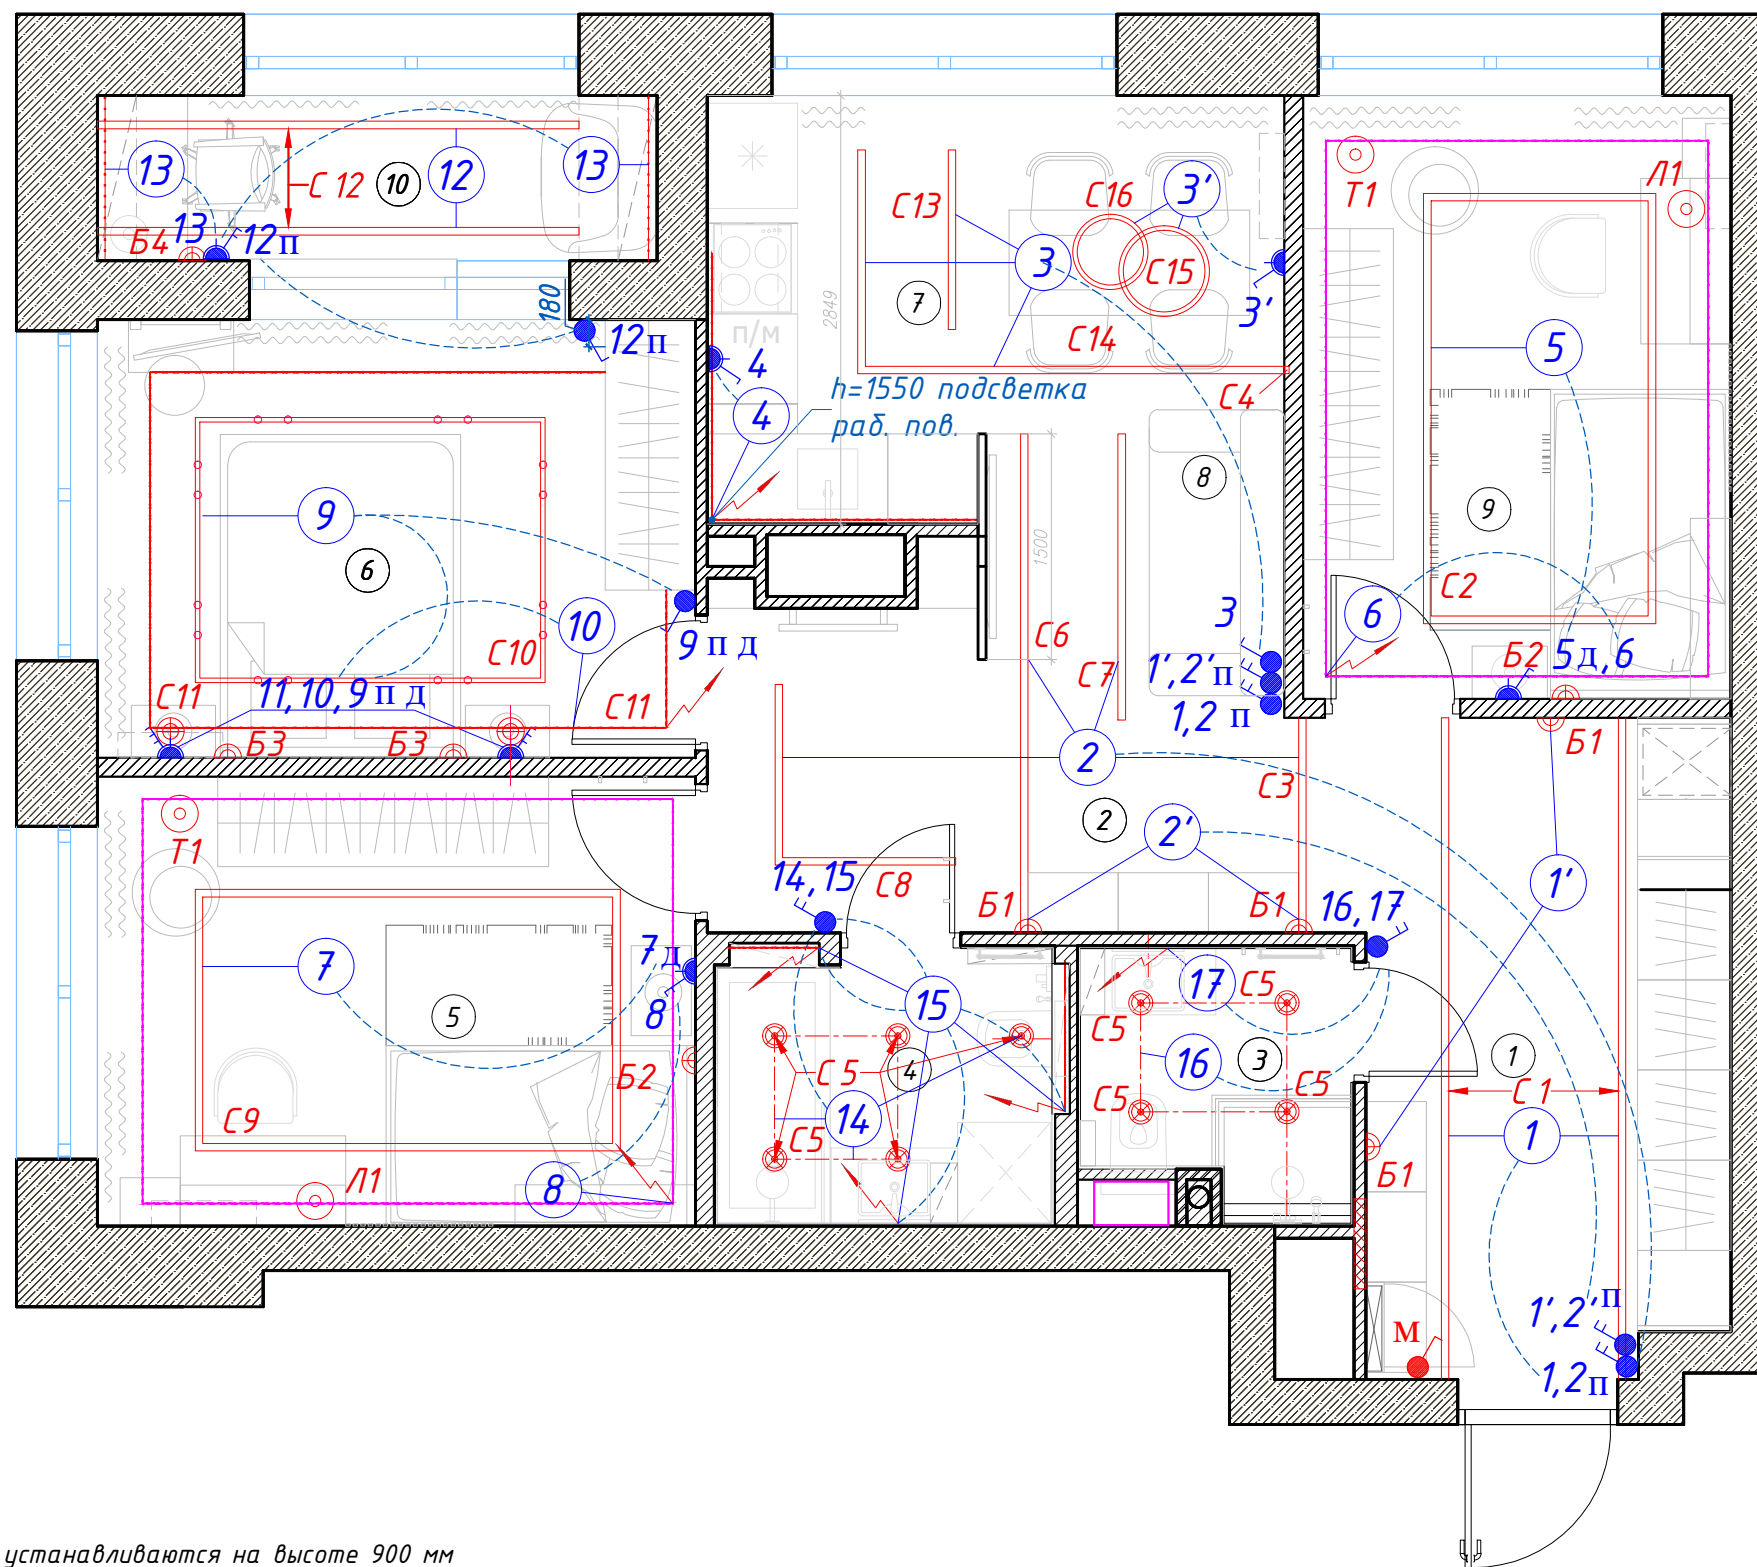 13
12
13
С 12
10
Б4
13
12п
180
12п
С13
С16
3'
3
С15
7
3'
2849
п/м
С14
С4
4
4
h=1550 подсветка
раб. пов.
Т1
Л1
5
9
С2
6
Б2
5д,6
8
1500
9
6
10
С10
9 п д
С11
11,10,9 п д
С11
Б3
Б3
С6
С7
3
1',2'п
1,2 п
2
С3
2
2'
Б1
1'
Т1
7
5
7д
8
Б2
С9
Л1
8
14,15
С8
Б1
Б1
16,17
15
С 5
4
14
С5
17
С5
С5
16
3
С5
С5
1
С 1
1
Б1
м
1',2'п
1,2п
устанавливаются на высоте 900 мм